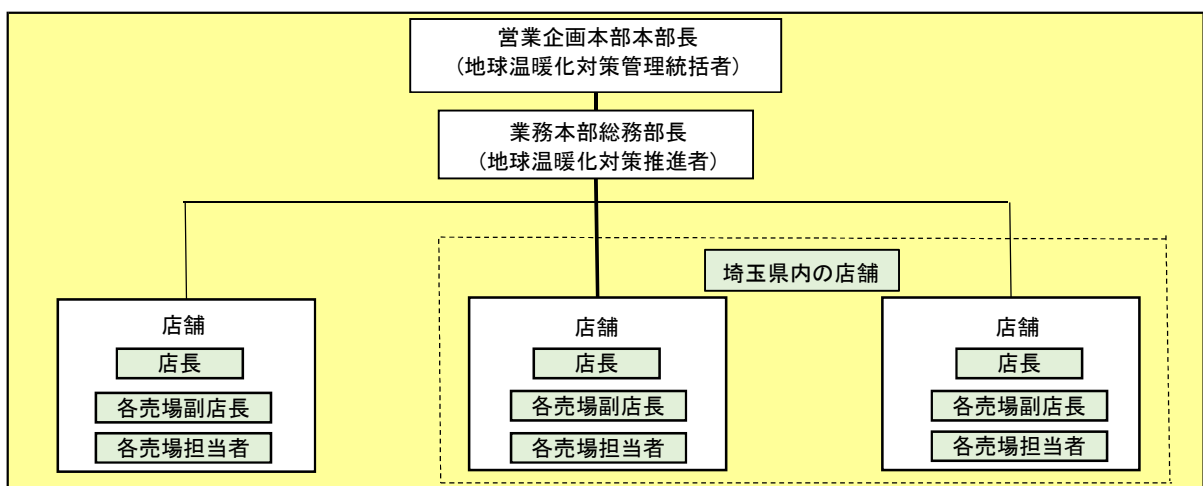 営業企画本部本部長
（地球温暖化対策管理統括者）
業務本部総務部長
（地球温暖化対策推進者）
埼玉県内の店舗
店舗
店長
各売場副店長
各売場担当者
店舗
店長
各売場副店長
各売場担当者
店舗
店長
各売場副店長
各売場担当者